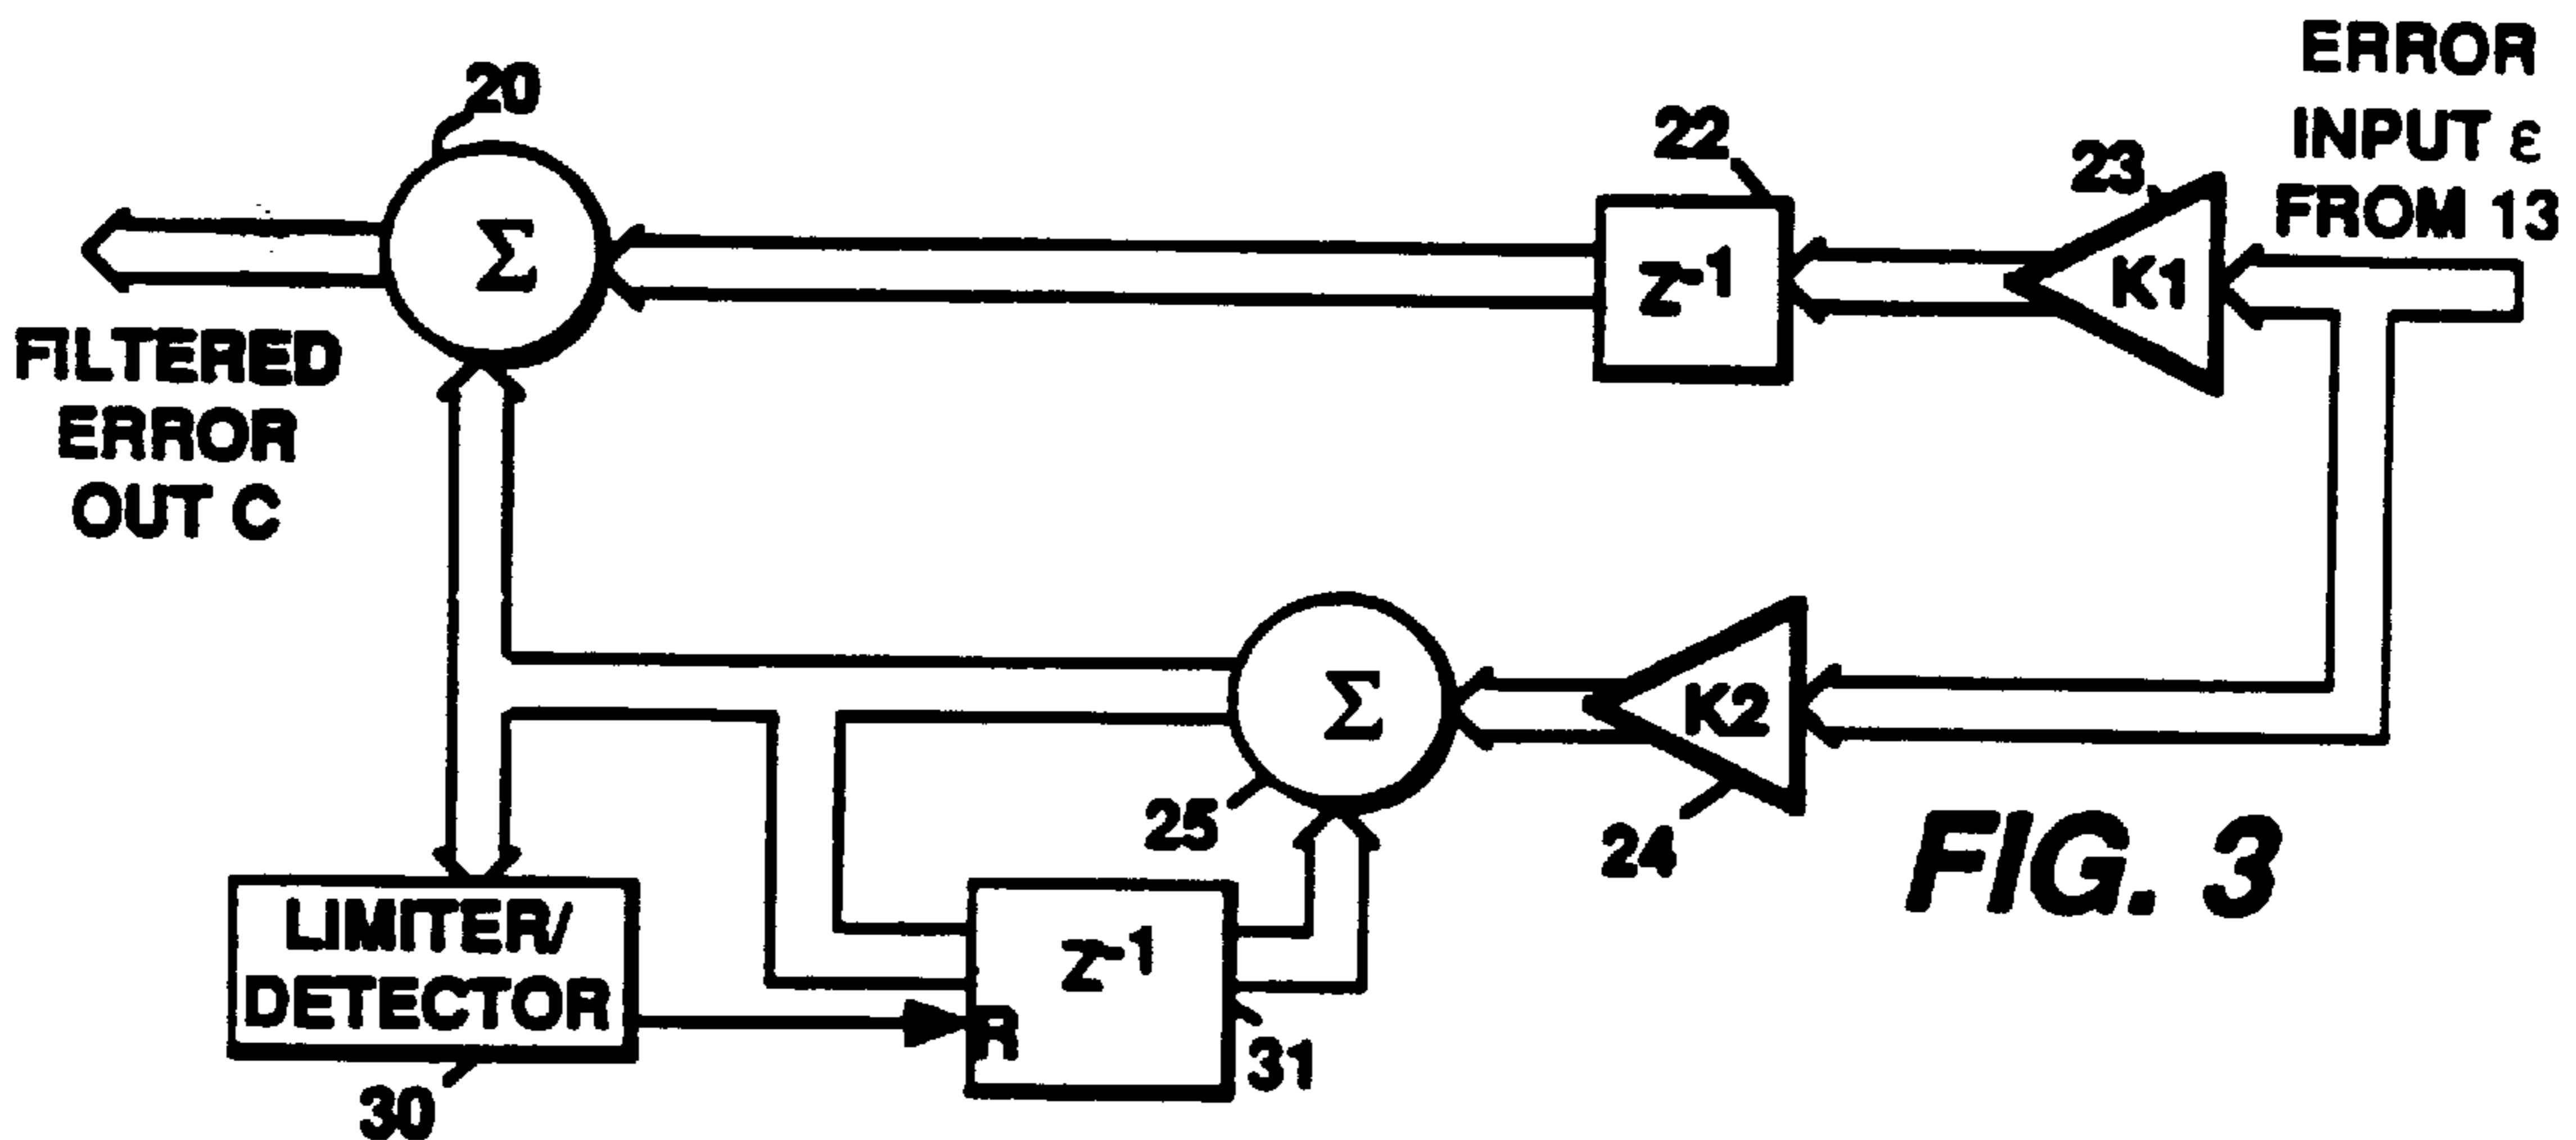 ERROR
INPUT ε
FROM 13
20
22
23
Σ
Z⁻¹
K1
FILTERED
ERROR
OUT C
Σ
K2
25
24
FIG. 3
LIMITER/
DETECTOR
Z⁻¹
R
31
30